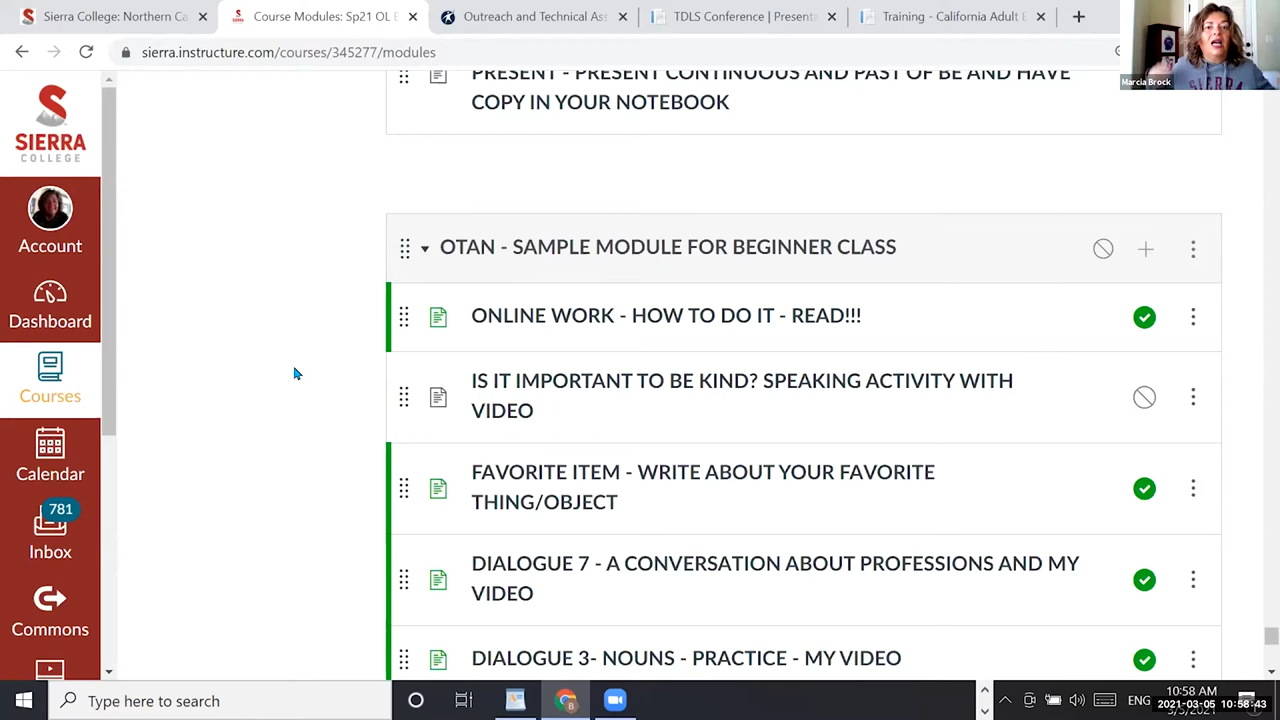 Sierra College: Northern Ca
Course Modules: Sp21 OL E
Outreach and Technical Ass
TDLS Conference | Presenta
Training - California Adult E
sierra.instructure.com/courses/345277/modules
Marcia Brock
SIERRA
COLLEGE
Account
Dashboard
Courses
Calendar
781
Inbox
Commons
PRESENT - PRESENT CONTINUOUS AND PAST OF BE AND HAVE
COPY IN YOUR NOTEBOOK
OTAN - SAMPLE MODULE FOR BEGINNER CLASS
ONLINE WORK - HOW TO DO IT - READ!!!
IS IT IMPORTANT TO BE KIND? SPEAKING ACTIVITY WITH
VIDEO
FAVORITE ITEM - WRITE ABOUT YOUR FAVORITE
THING/OBJECT
DIALOGUE 7 - A CONVERSATION ABOUT PROFESSIONS AND MY
VIDEO
DIALOGUE 3- NOUNS - PRACTICE - MY VIDEO
Type here to search
ENG
10:58 AM
2021-03-05 10:58:43